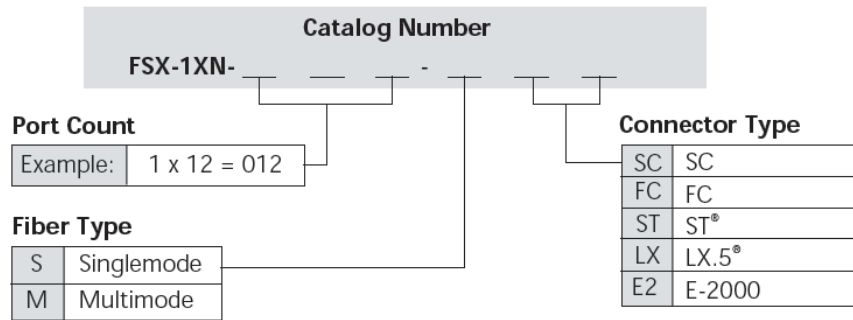 Catalog Number
FSX-1XN- __ __ __ - __ __ __
Port Count
Example: 1 x 12 = 012
Fiber Type
S Singlemode
M Multimode
Connector Type
SC SC
FC FC
ST ST®
LX LX.5®
E2 E-2000